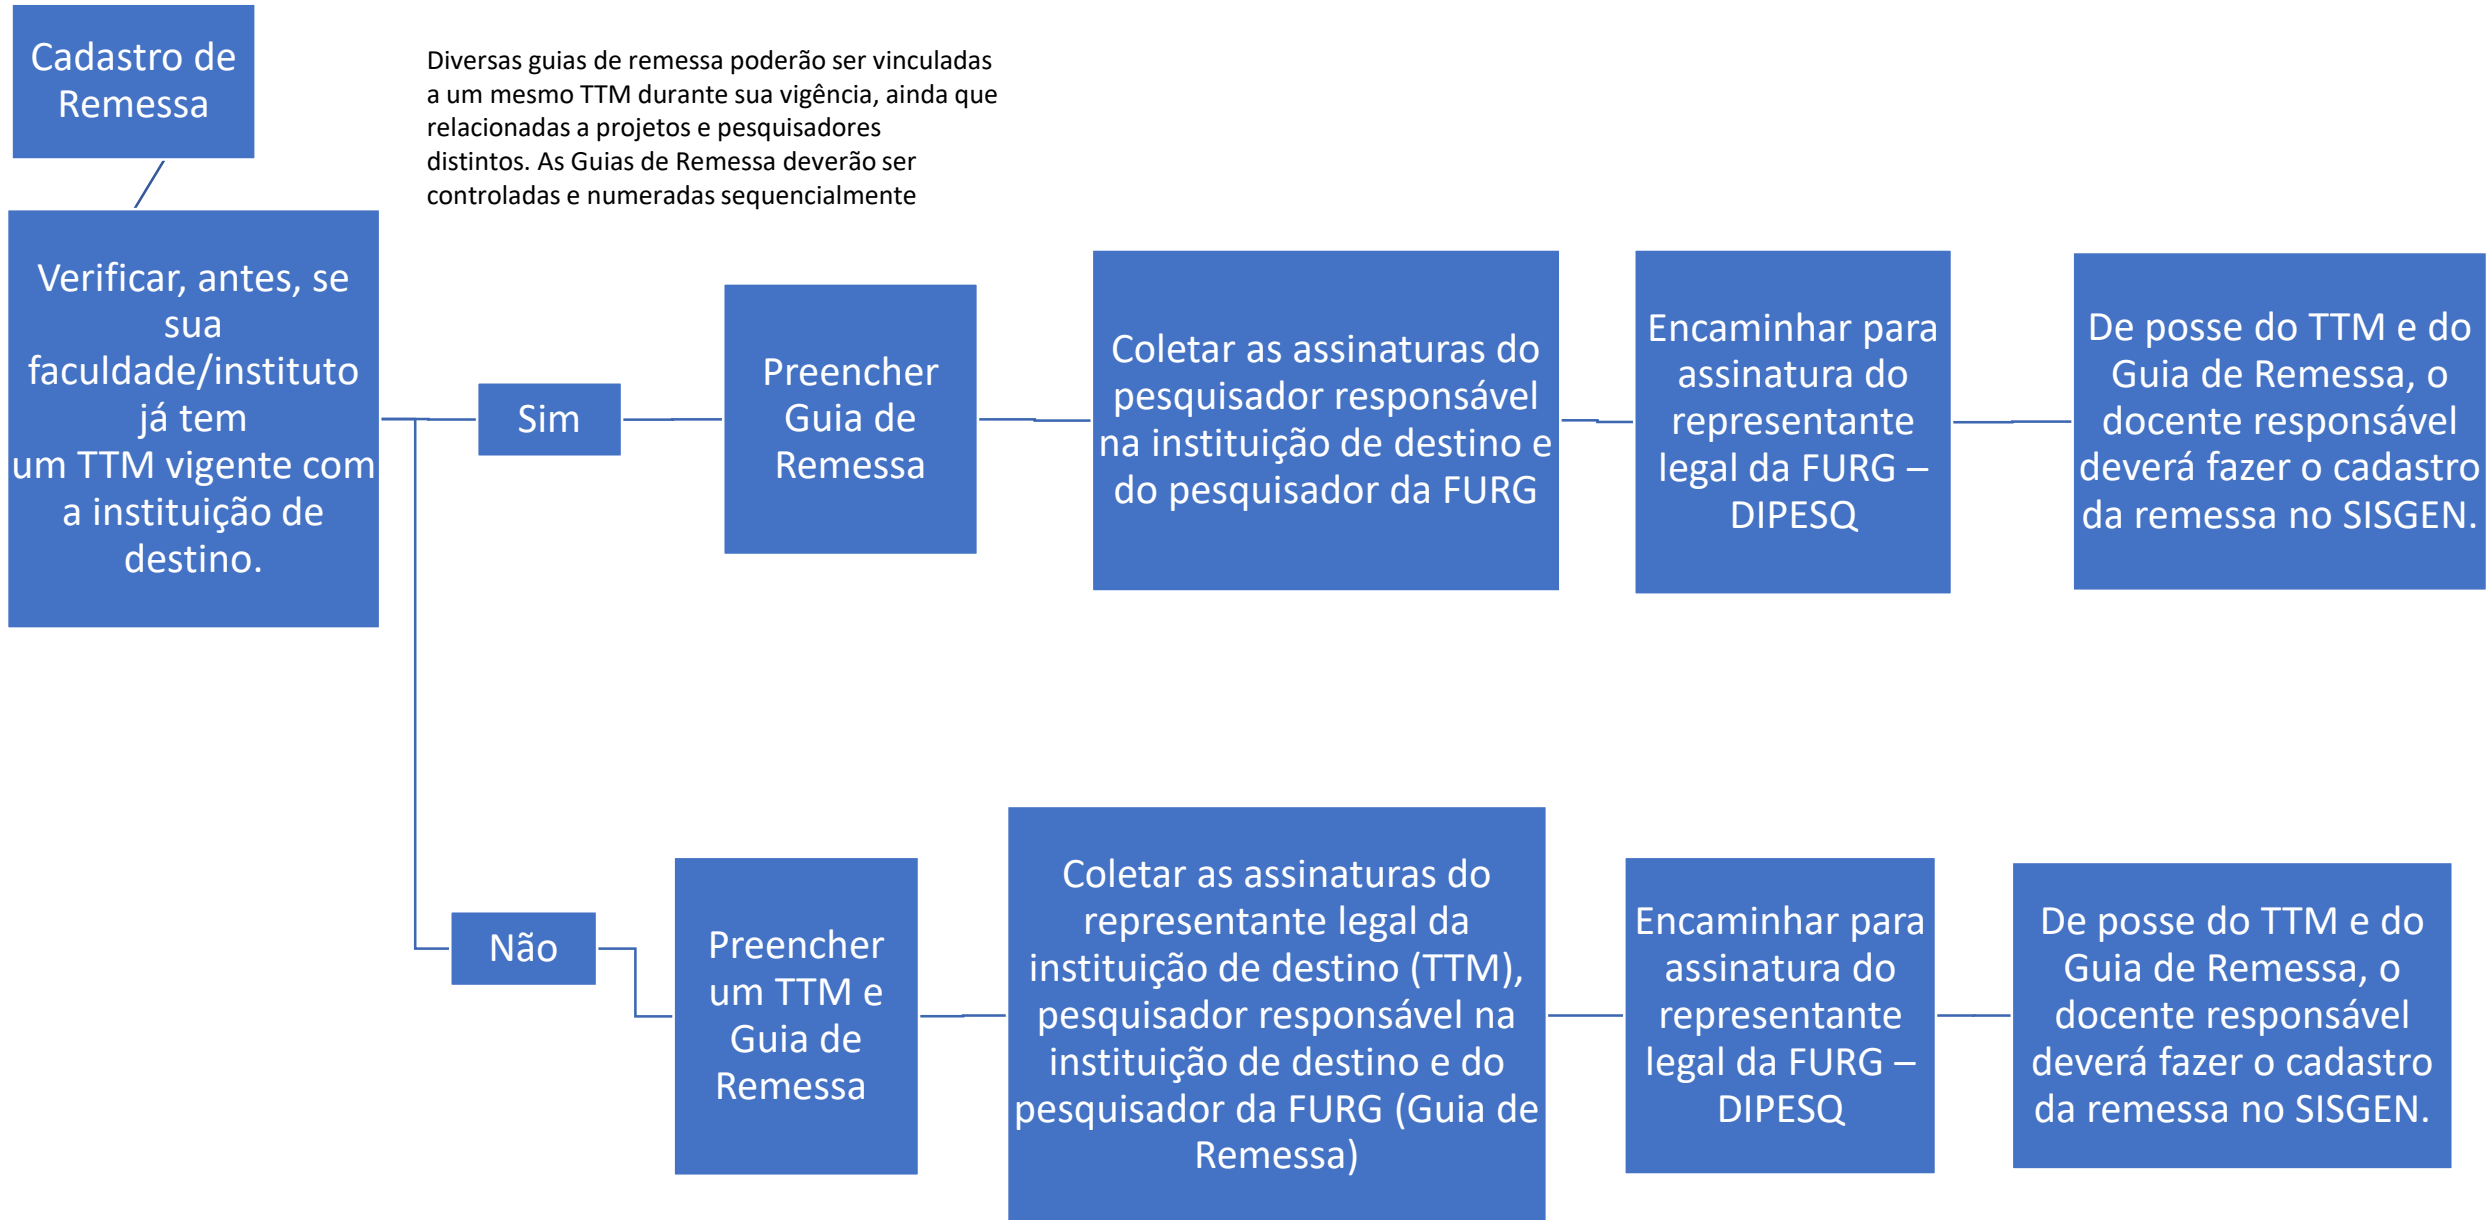 Cadastro de
Remessa
Diversas guias de remessa poderão ser vinculadas
a um mesmo TTM durante sua vigência, ainda que
relacionadas a projetos e pesquisadores
distintos. As Guias de Remessa deverão ser
controladas e numeradas sequencialmente
Verificar, antes, se
sua
faculdade/instituto
já tem
um TTM vigente com
a instituição de
destino.
Sim
Preencher
Guia de
Remessa
Coletar as assinaturas do
pesquisador responsável
na instituição de destino e
do pesquisador da FURG
Encaminhar para
assinatura do
representante
legal da FURG –
DIPESQ
De posse do TTM e do
Guia de Remessa, o
docente responsável
deverá fazer o cadastro
da remessa no SISGEN.
Não
Preencher
um TTM e
Guia de
Remessa
Coletar as assinaturas do
representante legal da
instituição de destino (TTM),
pesquisador responsável na
instituição de destino e do
pesquisador da FURG (Guia de
Remessa)
Encaminhar para
assinatura do
representante
legal da FURG –
DIPESQ
De posse do TTM e do
Guia de Remessa, o
docente responsável
deverá fazer o cadastro
da remessa no SISGEN.